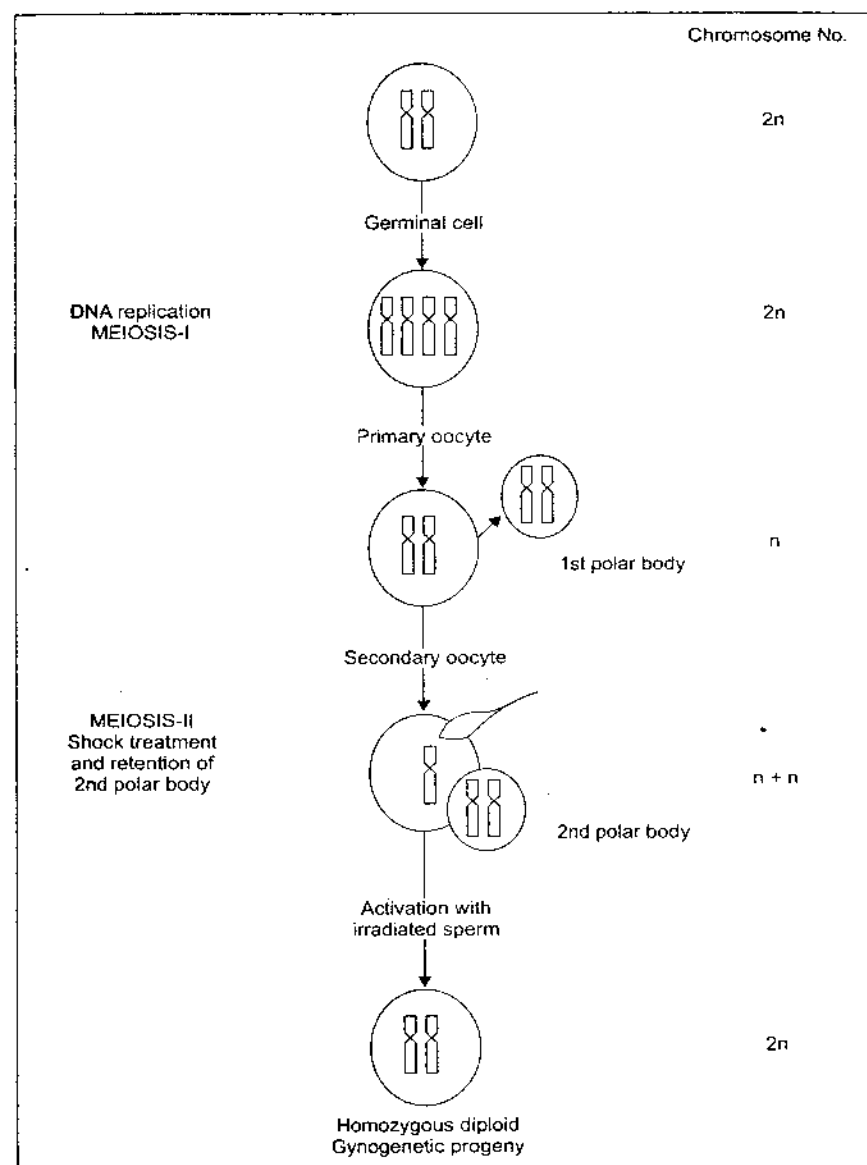 Chromosome No.
2n
Germinal cell
DNA replication
MEIOSIS-I
2n
Primary oocyte
n
1st polar body
Secondary oocyte
MEIOSIS-II
Shock treatment
and retention of
2nd polar body
n + n
2nd polar body
Activation with
irradiated sperm
2n
Homozygous diploid
Gynogenetic progeny